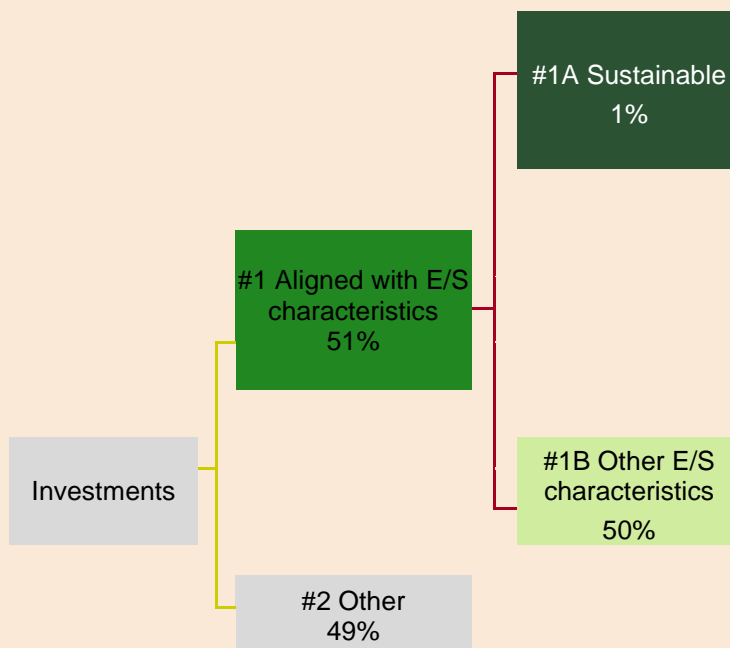 #1A Sustainable
1%
#1 Aligned with E/S
characteristics
51%
Investments
#1B Other E/S
characteristics
50%
#2 Other
49%